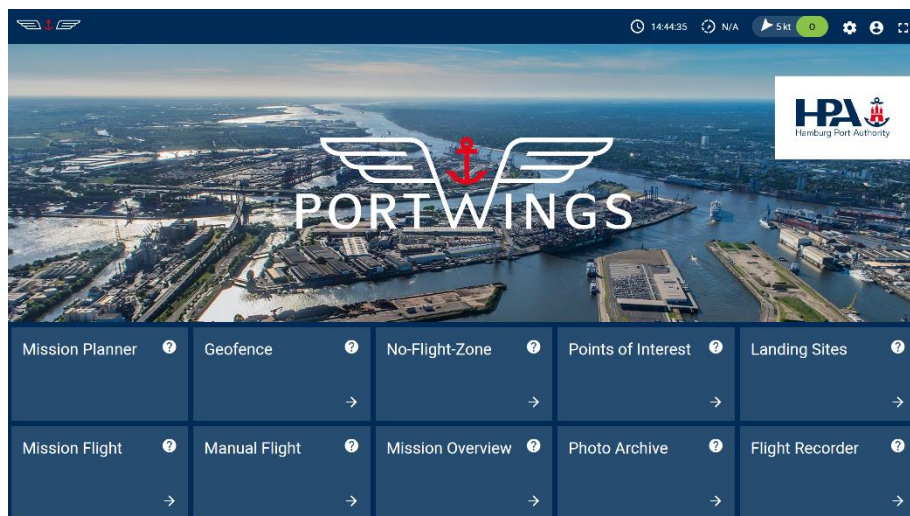 14:44:35 N/A 5 kt 0
HPA
Hamburg Port Authority
PORTWINGS
Mission Planner ? Geofence ? No-Flight-Zone ? Points of Interest ? Landing Sites ?
Mission Flight ? Manual Flight ? Mission Overview ? Photo Archive ? Flight Recorder ?